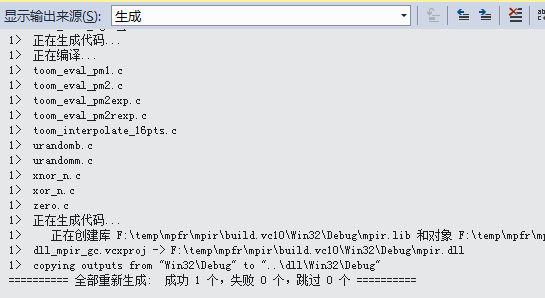 显示输出来源(S): 生成
1> 正在生成代码...
1> 正在编译...
1> toom_eval_pm1.c
1> toom_eval_pm2.c
1> toom_eval_pm2exp.c
1> toom_eval_pm2rexp.c
1> toom_interpolate_16pts.c
1> urandomb.c
1> urandomm.c
1> xnor_n.c
1> xor_n.c
1> zero.c
1> 正在生成代码...
1> 正在创建库 F:\temp\mpfr\mpir\build.vc10\Win32\Debug\mpir.lib 和对象 F:\temp\mpfr\mp
1> dll_mpir_gc.vcxproj -> F:\temp\mpfr\mpir\build.vc10\Win32\Debug\mpir.dll
1> copying outputs from "Win32\Debug" to "..\dll\Win32\Debug"
========== 全部重新生成: 成功 1 个，失败 0 个，跳过 0 个 ==========